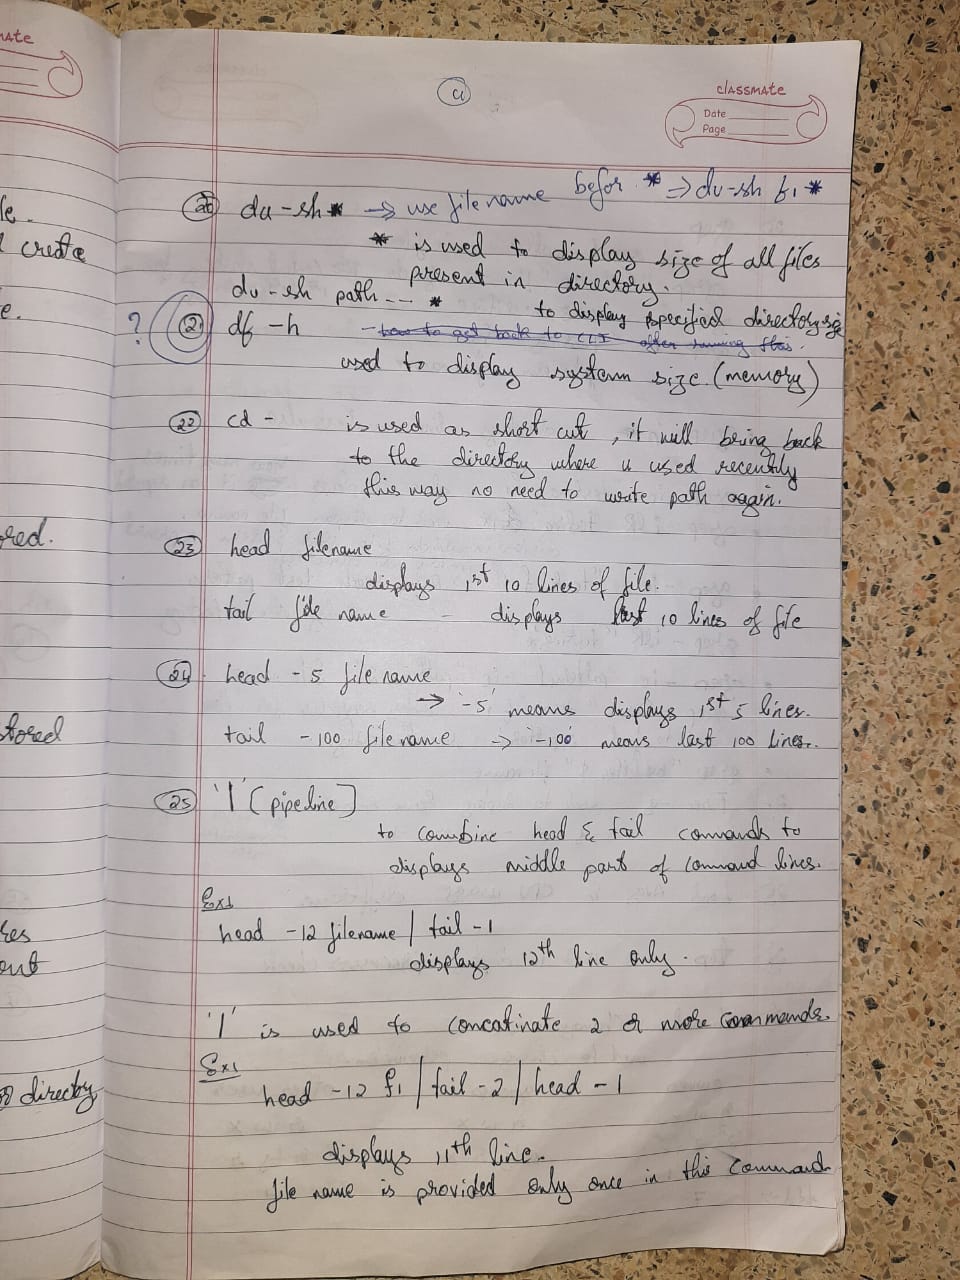 classmate
Date
Page
20 du -sh * → use file name befor * → du -sh f1 *
* is used to display size of all files
present in directory.
du -sh path -- * to display specified directory size
? 21 df -h - how to get back to CLI after running this.
used to display system size. (memory)
22 cd - is used as short cut, it will being back
to the directory where u used recently
this way no need to write path again.
23 head filename
displays 1st 10 lines of file.
tail file name - displays last 10 lines of file
24 head -5 file name
→ '-5' means displays 1st 5 lines.
tail -100 file name → '-100' means last 100 lines.
25 '|' [pipeline]
to combine head & tail commands to
displays middle part of command lines.
Ex1
head -12 filename | tail -1
displays 12th line only.
'|' is used to concatinate 2 or more commands.
Ex1
head -12 f1 | tail -2 | head -1
displays 11th line.
file name is provided only once in this command
mate
create
e.
ored.
stored
out
directory